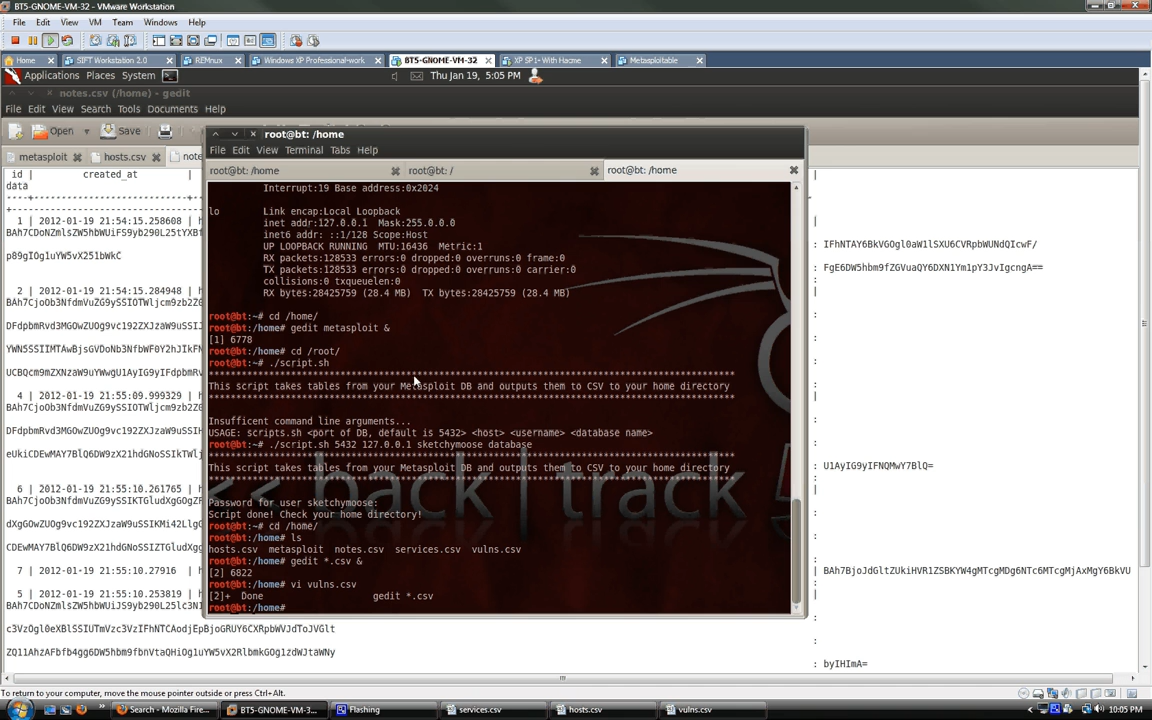 BT5-GNOME-VM-32 - VMware Workstation
File Edit View VM Team Windows Help
Home SIFT Workstation 2.0 REMnux Windows XP Professional-work BT5-GNOME-VM-32 XP SP1- With Hacme Metasploitable
Applications Places System Thu Jan 19, 5:05 PM
notes.csv (/home) - gedit
File Edit View Search Tools Documents Help
Open Save
metasploit hosts.csv note
id | created_at |
data
1 | 2012-01-19 21:54:15.258608 | h
p89gIOg1uYW5vX251bWkC
2 | 2012-01-19 21:54:15.284948 | h
4 | 2012-01-19 21:55:09.999329 | h
6 | 2012-01-19 21:55:10.261765 | h
7 | 2012-01-19 21:55:10.27916 | h
5 | 2012-01-19 21:55:10.253819 | h
root@bt: /home
File Edit View Terminal Tabs Help
root@bt: /home root@bt: / root@bt: /home
Interrupt:19 Base address:0x2024
lo Link encap:Local Loopback
inet addr:127.0.0.1 Mask:255.0.0.0
inet6 addr: ::1/128 Scope:Host
UP LOOPBACK RUNNING MTU:16436 Metric:1
RX packets:128533 errors:0 dropped:0 overruns:0 frame:0
TX packets:128533 errors:0 dropped:0 overruns:0 carrier:0
collisions:0 txqueuelen:0
RX bytes:28425759 (28.4 MB) TX bytes:28425759 (28.4 MB)
root@bt:~# cd /home/
root@bt:/home# gedit metasploit &
[1] 6778
root@bt:/home# cd /root/
root@bt:~# ./script.sh
This script takes tables from your Metasploit DB and outputs them to CSV to your home directory
Insufficient command line arguments...
USAGE: scripts.sh <port of DB, default is 5432> <host> <username> <database name>
root@bt:~# ./script.sh 5432 127.0.0.1 sketchymoose database
This script takes tables from your Metasploit DB and outputs them to CSV to your home directory
Password for user sketchymoose:
Script done! Check your home directory!
root@bt:~# cd /home/
root@bt:/home# ls
hosts.csv metasploit notes.csv services.csv vulns.csv
root@bt:/home# gedit *.csv &
[2] 6822
root@bt:/home# vi vulns.csv
[2]+ Done gedit *.csv
root@bt:/home#
<< back | track 5
: U1AyIG9yIFNQMwY7BlQ=
: byIHImA=
To return to your computer, move the mouse pointer outside or press Ctrl+Alt.
Search - Mozilla Fire... BT5-GNOME-VM-3... Flashing services.csv hosts.csv vulns.csv 10:05 PM